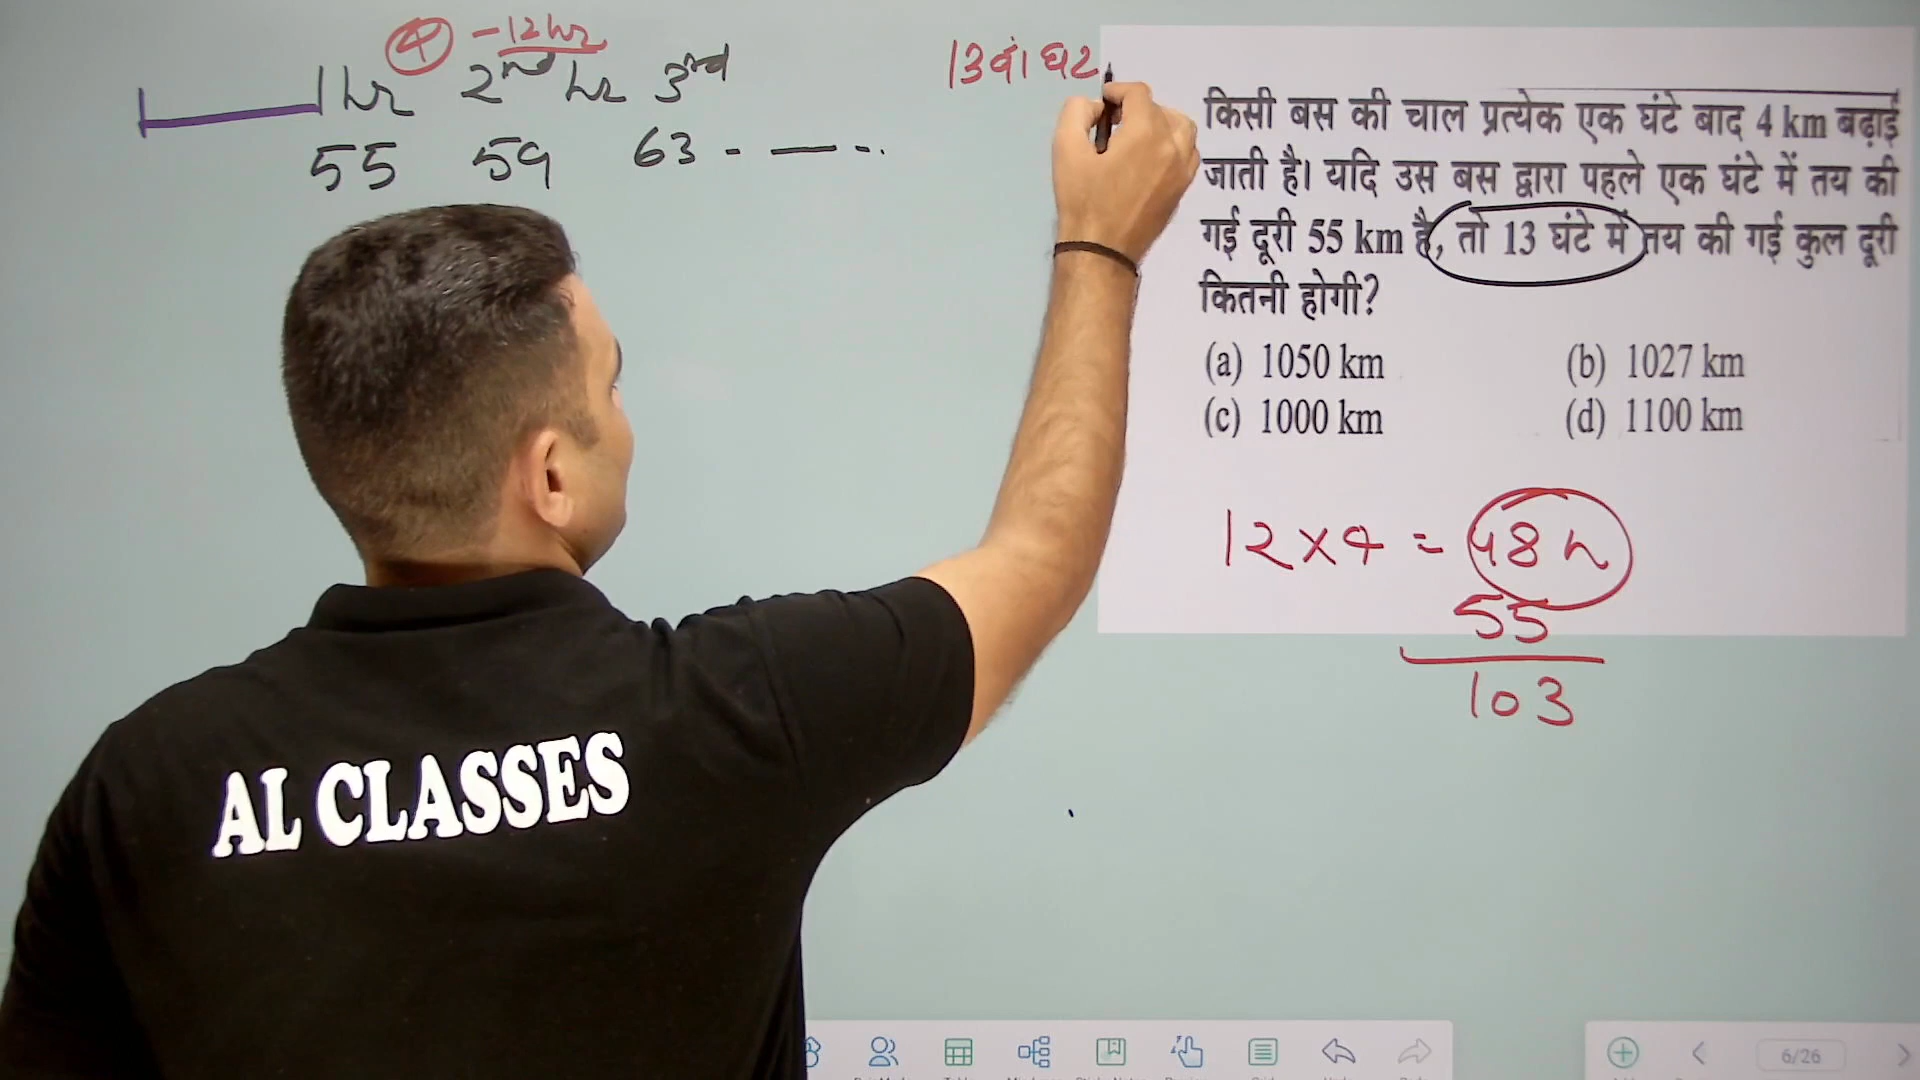 ④ -12hr
1hr 2nd hr 3rd
55 59 63 - — - .
13वां घंट
किसी बस की चाल प्रत्येक एक घंटे बाद 4 km बढ़ाई
जाती है। यदि उस बस द्वारा पहले एक घंटे में तय की
गई दूरी 55 km है, तो 13 घंटे में तय की गई कुल दूरी
कितनी होगी?
(a) 1050 km (b) 1027 km
(c) 1000 km (d) 1100 km
12×4 = 48
55
103
AL CLASSES
6/26